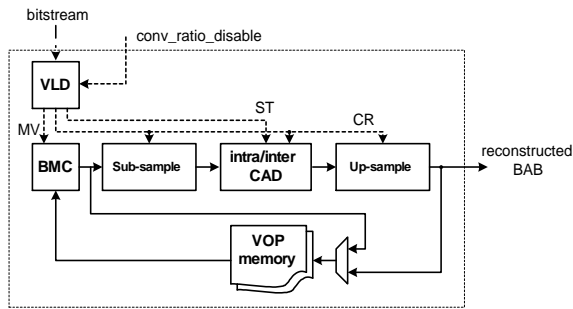 bitstream
conv_ratio_disable
VLD
ST
MV
CR
BMC
Sub-sample
intra/inter
CAD
Up-sample
reconstructed
BAB
VOP
memory